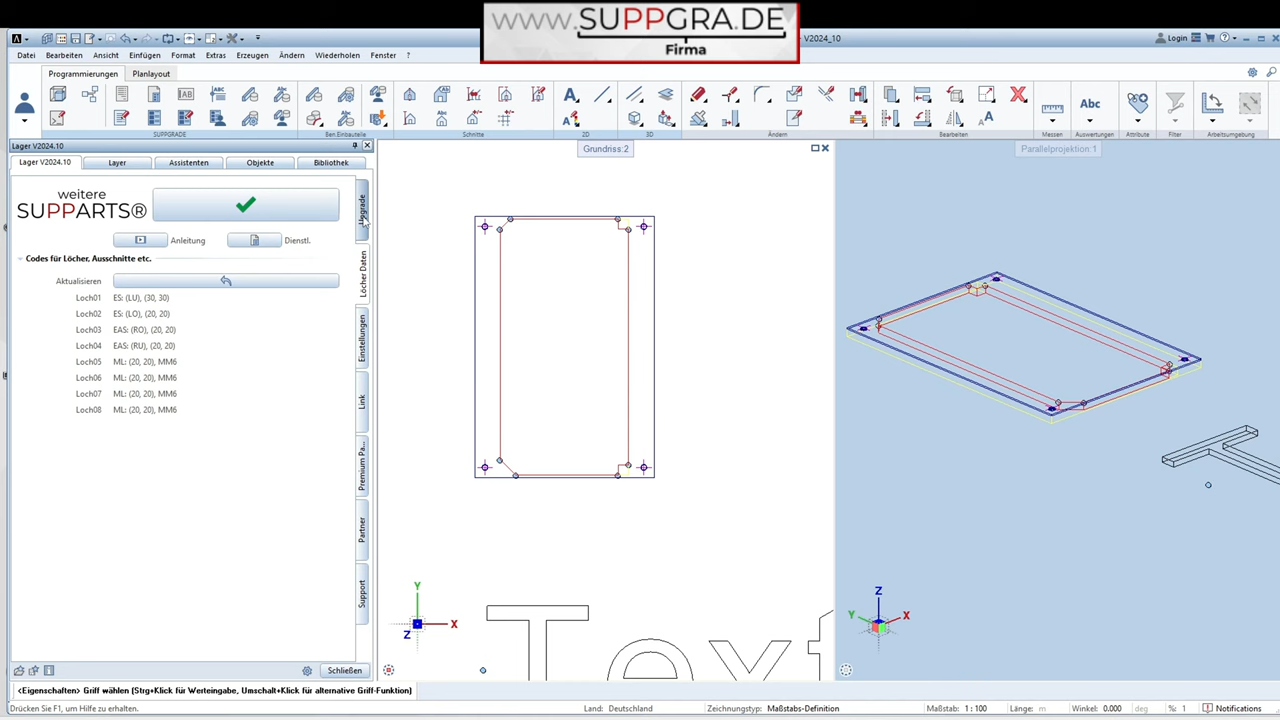 www.SUPPGRA.DE
Firma
V2024_10
Login
Datei Bearbeiten Ansicht Einfügen Format Extras Erzeugen Ändern Wiederholen Fenster ?
Programmierungen Planlayout
SUPPGRADE Ben.Einbauteile Schritte 2D 3D Ändern Bearbeiten Messen Auswertungen Attribute Filter Arbeitsumgebung
Abc
Lager V2024.10
Lager V2024.10 Layer Assistenten Objekte Bibliothek
weitere
SUPPARTS®
Anleitung Dienstl.
Codes für Löcher, Ausschnitte etc.
Aktualisieren
Loch01 ES: (LU), (30, 30)
Loch02 ES: (LO), (20, 20)
Loch03 EAS: (RO), (20, 20)
Loch04 EAS: (RU), (20, 20)
Loch05 ML: (20, 20), MM6
Loch06 ML: (20, 20), MM6
Loch07 ML: (20, 20), MM6
Loch08 ML: (20, 20), MM6
Löcher Daten
Einstellungen
Link
Premium Pa...
Partner
Support
Schließen
Grundriss:2
Parallelprojektion:1
Y
X
Z
Text
Z
Y
X
<Eigenschaften> Griff wählen (Strg+Klick für Werteingabe, Umschalt+Klick für alternative Griff-Funktion)
Drücken Sie F1, um Hilfe zu erhalten. Land: Deutschland Zeichnungstyp: Maßstabs-Definition Maßstab: 1 : 100 Länge: m Winkel: 0.000 deg %: 1 Notifications